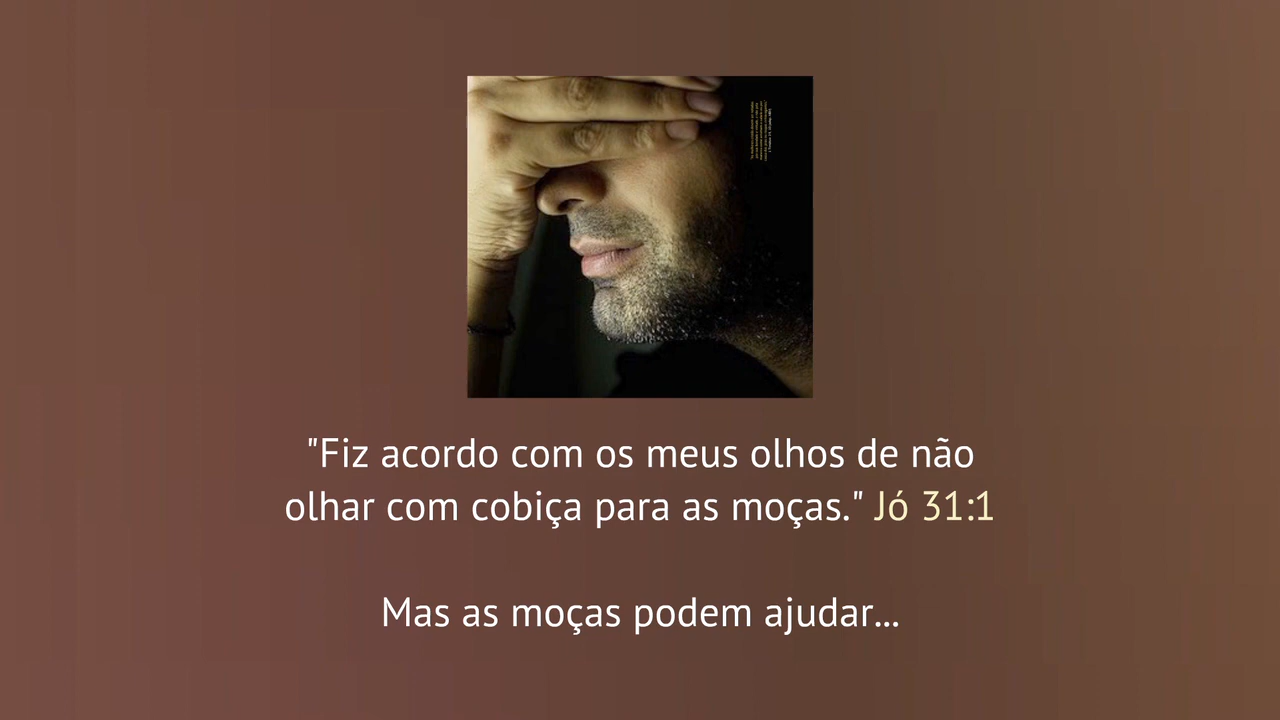 "Fiz acordo com os meus olhos de não
olhar com cobiça para as moças." Jó 31:1
Mas as moças podem ajudar...